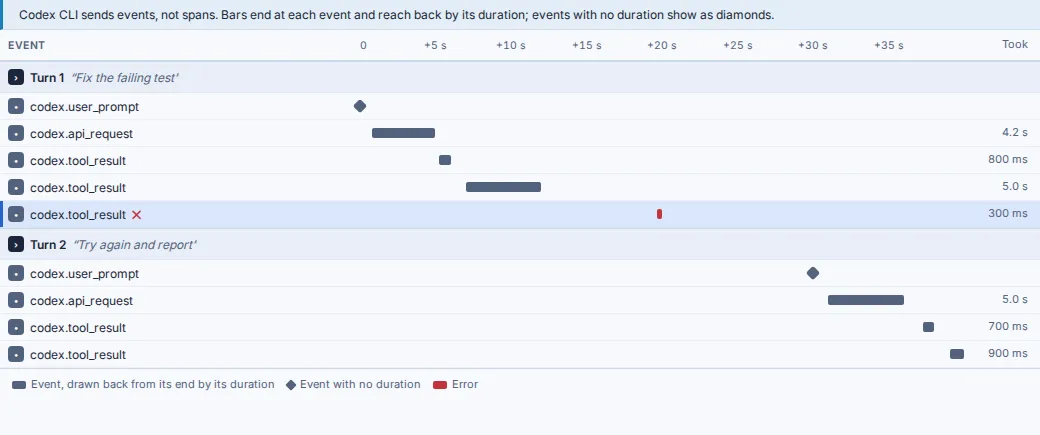 Codex CLI sends events, not spans. Bars end at each event and reach back by its duration; events with no duration show as diamonds.
EVENT 0 +5 s +10 s +15 s +20 s +25 s +30 s +35 s Took
Turn 1 “Fix the failing test”
codex.user_prompt
codex.api_request 4.2 s
codex.tool_result 800 ms
codex.tool_result 5.0 s
codex.tool_result 300 ms
Turn 2 “Try again and report”
codex.user_prompt
codex.api_request 5.0 s
codex.tool_result 700 ms
codex.tool_result 900 ms
Event, drawn back from its end by its duration Event with no duration Error